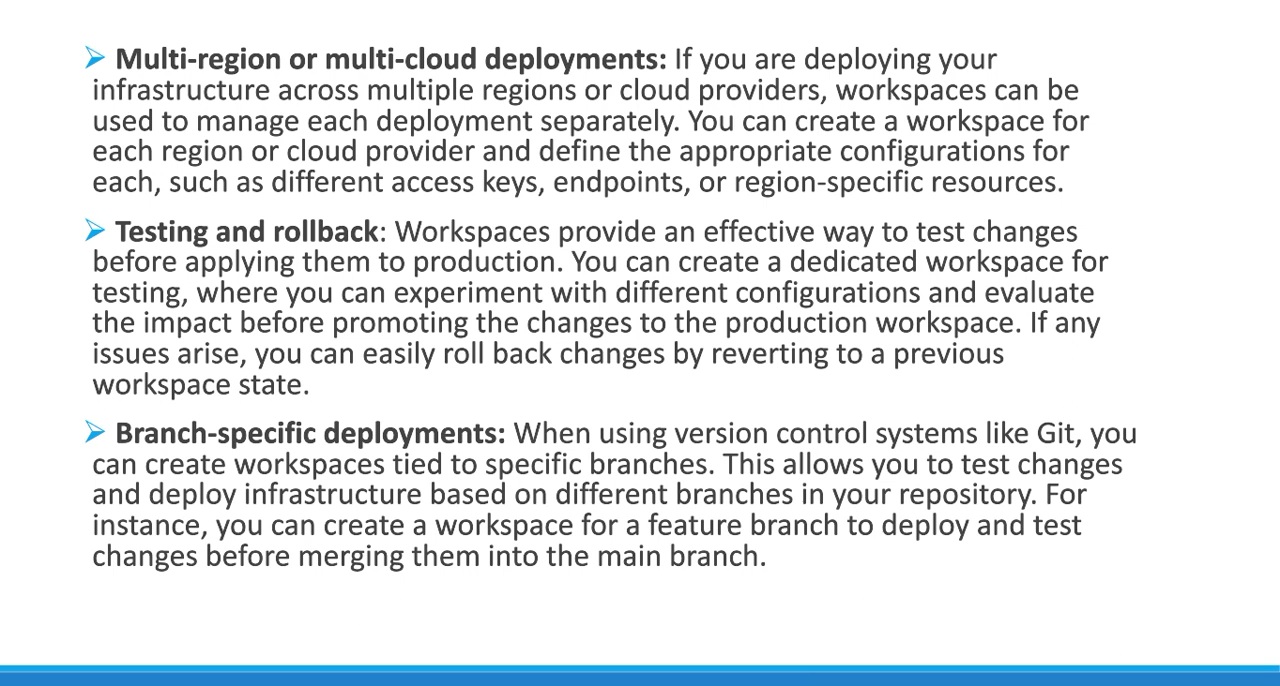 Multi-region or multi-cloud deployments: If you are deploying your
infrastructure across multiple regions or cloud providers, workspaces can be
used to manage each deployment separately. You can create a workspace for
each region or cloud provider and define the appropriate configurations for
each, such as different access keys, endpoints, or region-specific resources.
Testing and rollback: Workspaces provide an effective way to test changes
before applying them to production. You can create a dedicated workspace for
testing, where you can experiment with different configurations and evaluate
the impact before promoting the changes to the production workspace. If any
issues arise, you can easily roll back changes by reverting to a previous
workspace state.
Branch-specific deployments: When using version control systems like Git, you
can create workspaces tied to specific branches. This allows you to test changes
and deploy infrastructure based on different branches in your repository. For
instance, you can create a workspace for a feature branch to deploy and test
changes before merging them into the main branch.